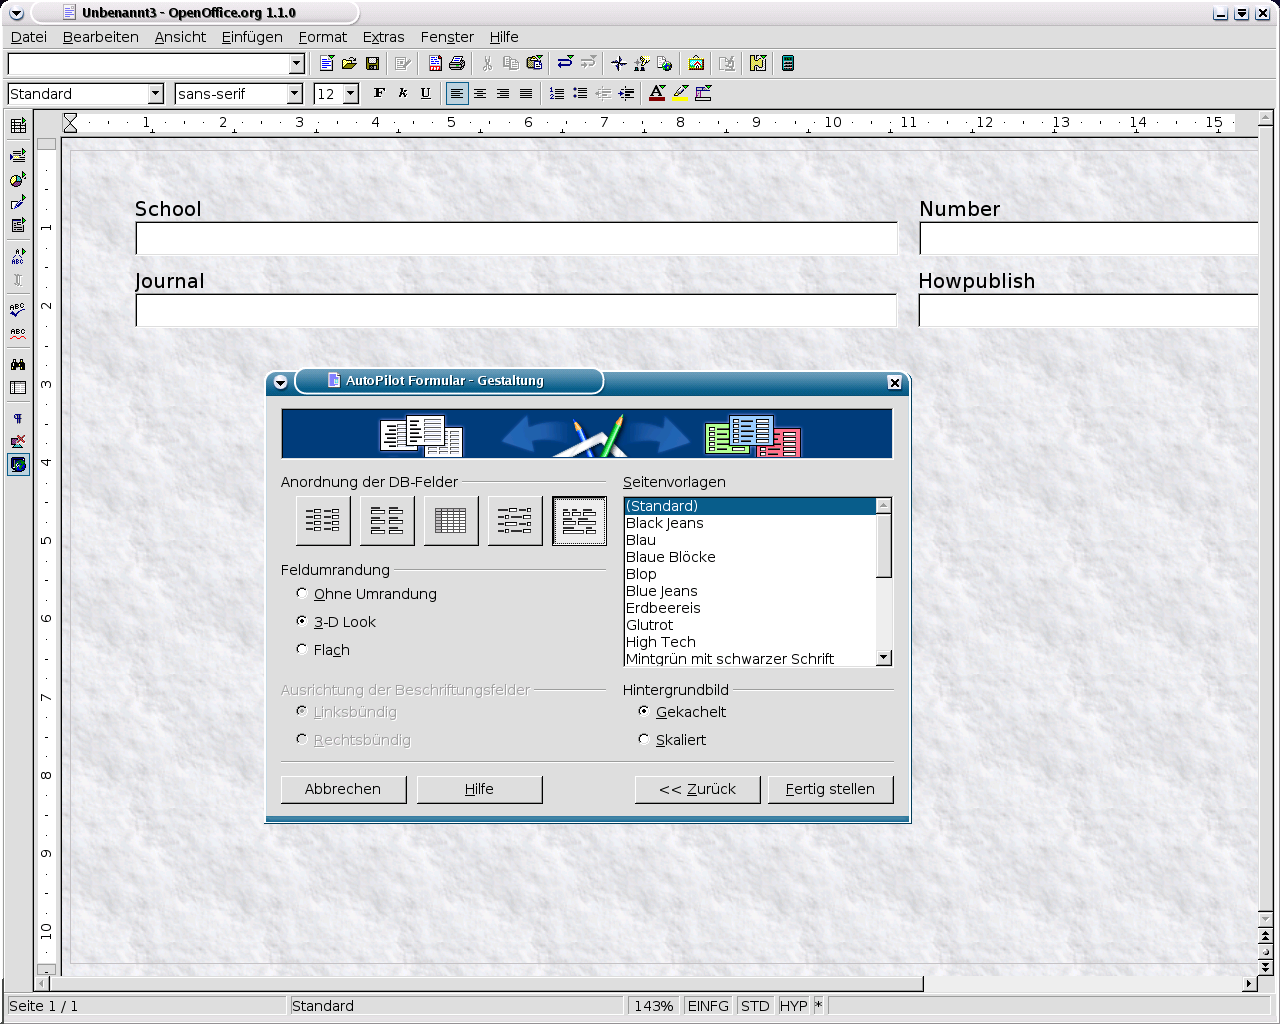 Unbenannt3 - OpenOffice.org 1.1.0
Datei Bearbeiten Ansicht Einfügen Format Extras Fenster Hilfe
Standard sans-serif 12 F k U
1 2 3 4 5 6 7 8 9 10 11 12 13 14 15
School Number
Journal Howpublish
1
2
3
4
5
6
7
8
9
10
AutoPilot Formular - Gestaltung
Anordnung der DB-Felder
Feldumrandung
Ohne Umrandung
3-D Look
Flach
Ausrichtung der Beschriftungsfelder
Linksbündig
Rechtsbündig
Seitenvorlagen
(Standard)
Black Jeans
Blau
Blaue Blöcke
Blop
Blue Jeans
Erdbeereis
Glutrot
High Tech
Mintgrün mit schwarzer Schrift
Hintergrundbild
Gekachelt
Skaliert
Abbrechen Hilfe << Zurück Fertig stellen
Seite 1 / 1 Standard 143% EINFG STD HYP *